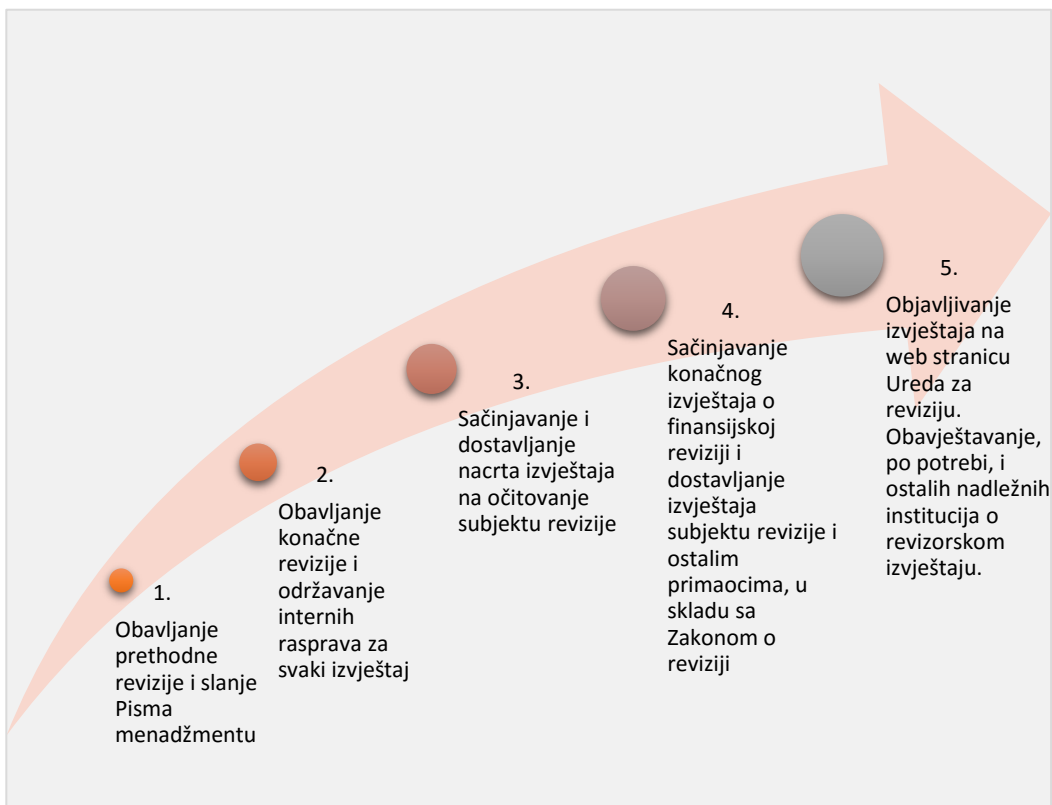 1.
Obavljanje
prethodne
revizije i slanje
Pisma
menadžmentu
2.
Obavljanje
konačne
revizije i
održavanje
internih
rasprava za
svaki izvještaj
3.
Sačinjavanje i
dostavljanje
nacrta izvještaja
na očitovanje
subjektu revizije
4.
Sačinjavanje
konačnog
izvještaja o
finansijskoj
reviziji i
dostavljanje
izvještaja
subjektu revizije i
ostalim
primaocima, u
skladu sa
Zakonom o
reviziji
5.
Objavljivanje
izvještaja na
web stranicu
Ureda za
reviziju.
Obavještavanje,
po potrebi, i
ostalih nadležnih
institucija o
revizorskom
izvještaju.